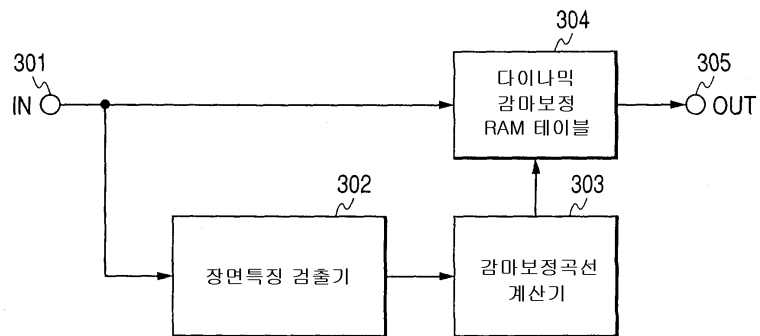 304
301
305
다이나믹
감마보정
RAM 테이블
IN
OUT
302
303
장면특징 검출기
감마보정곡선
계산기